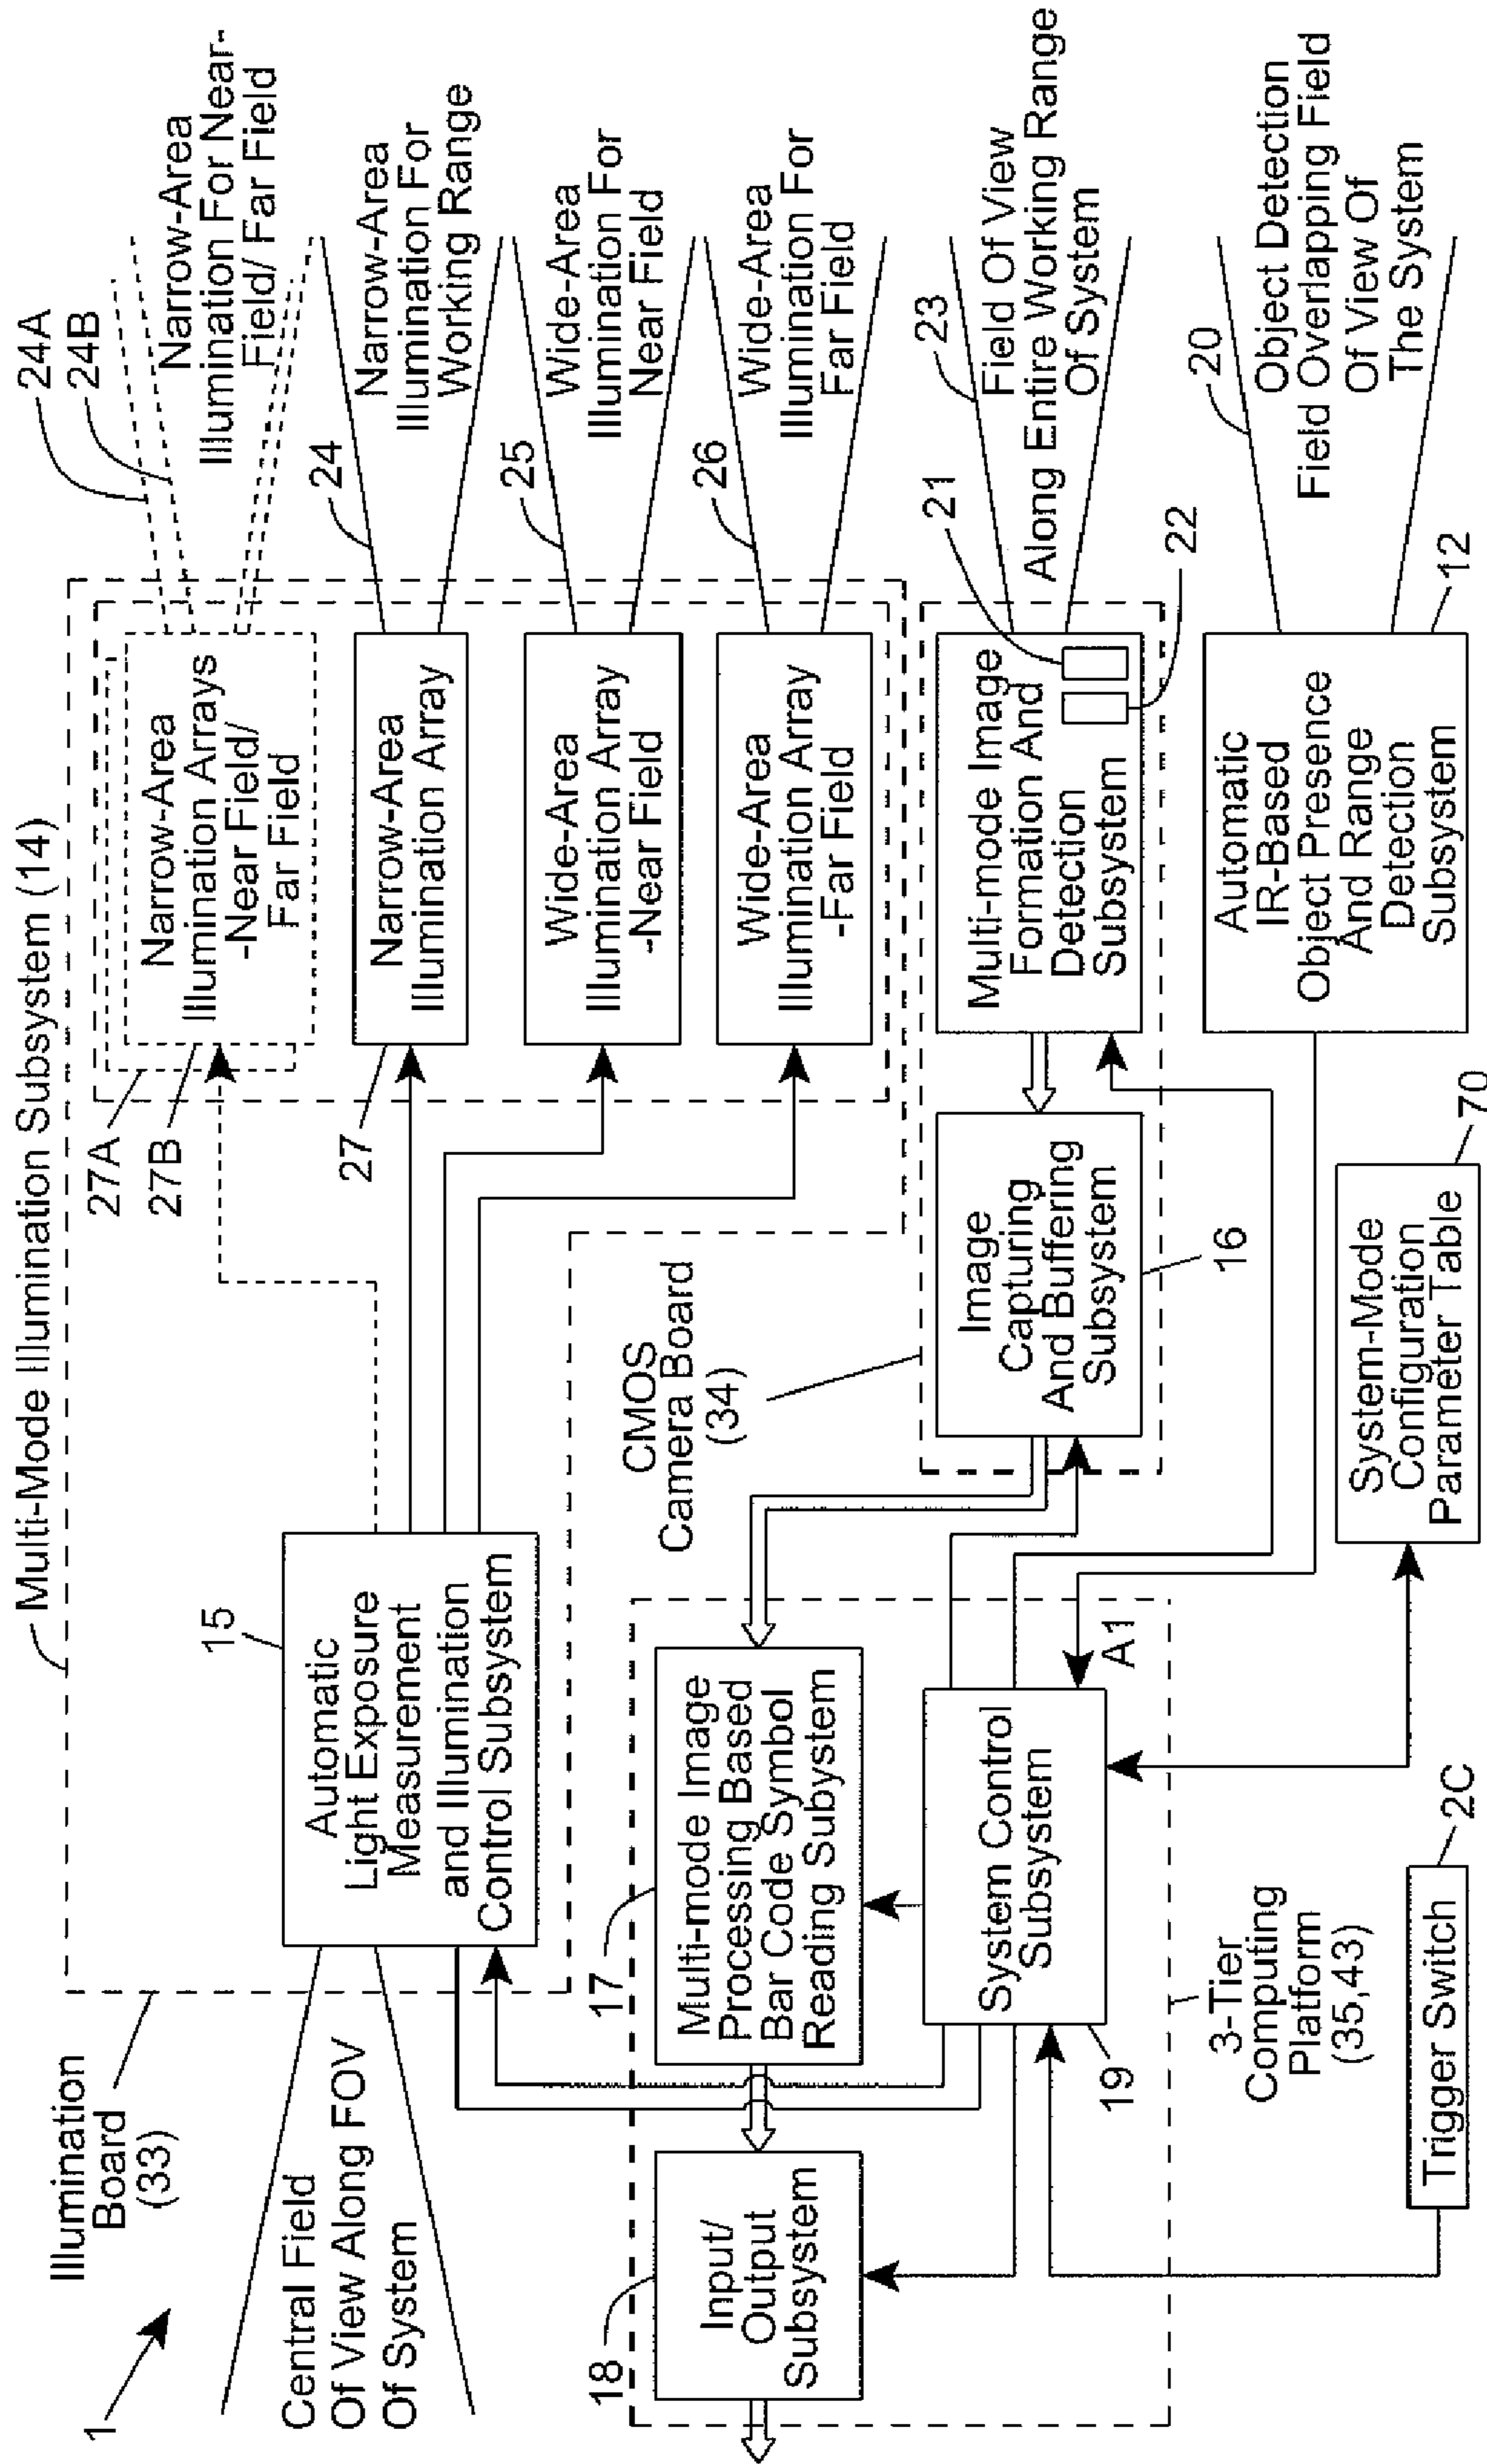 Multi-Mode Illumination Subsystem (14)
1
Illumination
Board
(33)
Central Field
Of View Along FOV
Of System
15
Automatic
Light Exposure
Measurement
and Illumination
Control Subsystem
27A
27B
Narrow-Area
Illumination Arrays
-Near Field/
Far Field
24A
24B
Narrow-Area
Illumination For Near-
Field/ Far Field
27
Narrow-Area
Illumination Array
24
Narrow-Area
Illumination For
Working Range
Wide-Area
Illumination Array
-Near Field
25
Wide-Area
Illumination For
Near Field
Wide-Area
Illumination Array
-Far Field
26
Wide-Area
Illumination For
Far Field
CMOS
Camera Board
(34)
18
Input/
Output
Subsystem
17
Multi-mode Image
Processing Based
Bar Code Symbol
Reading Subystem
Image
Capturing
And Buffering
Subsystem
16
Multi-mode Image
Formation And
Detection
Subsystem
21
22
23
Field Of View
Along Entire Working Range
Of System
19
System Control
Subsystem
A1
Automatic
IR-Based
Object Presence
And Range
Detection
Subsystem
12
20
Object Detection
Field Overlapping Field
Of View Of
The System
3-Tier
Computing
Platform
(35,43)
Trigger Switch
2C
System-Mode
Configuration
Parameter Table
70